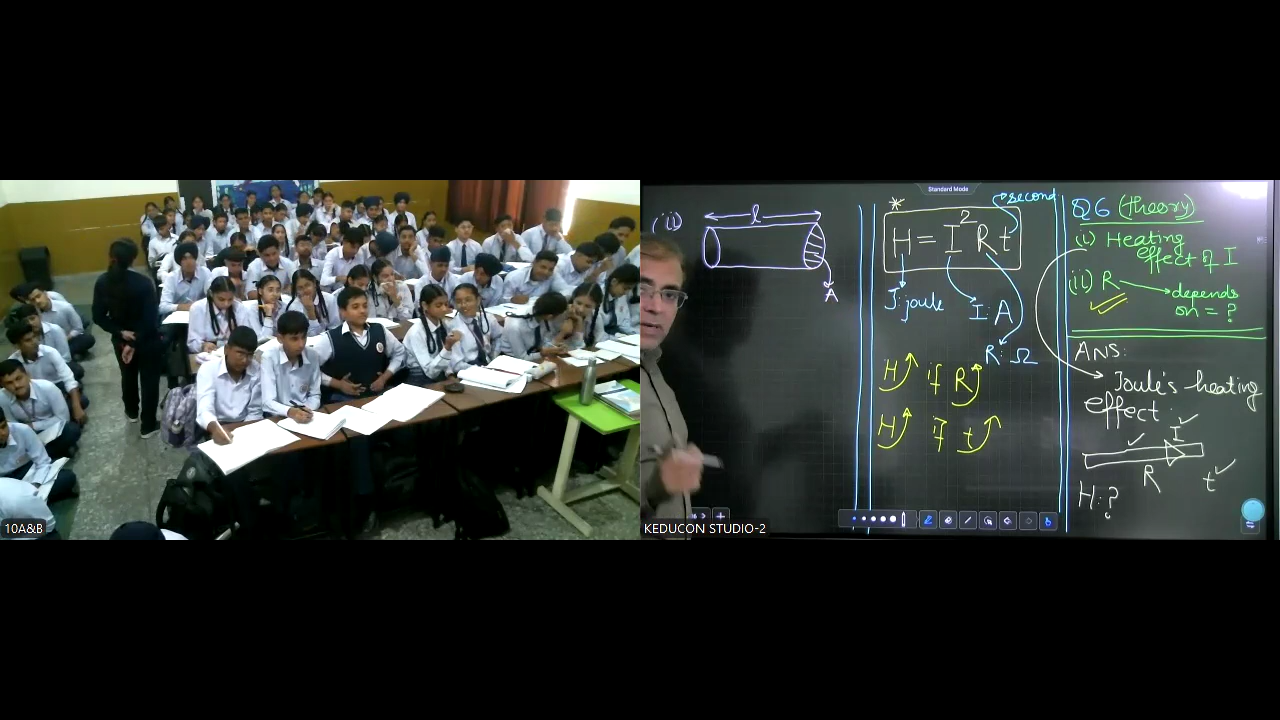 10A&B
KEDUCON STUDIO-2
Standard Mode
(ii)
l
A
*
second
H = I² R t
J: joule
I: A
R: Ω
H if R
H if t
Q6 (theory)
(i) Heating
effect of I
(ii) R
depends
on = ?
ANS:
Joule's heating
effect
I
R
t
H: ?